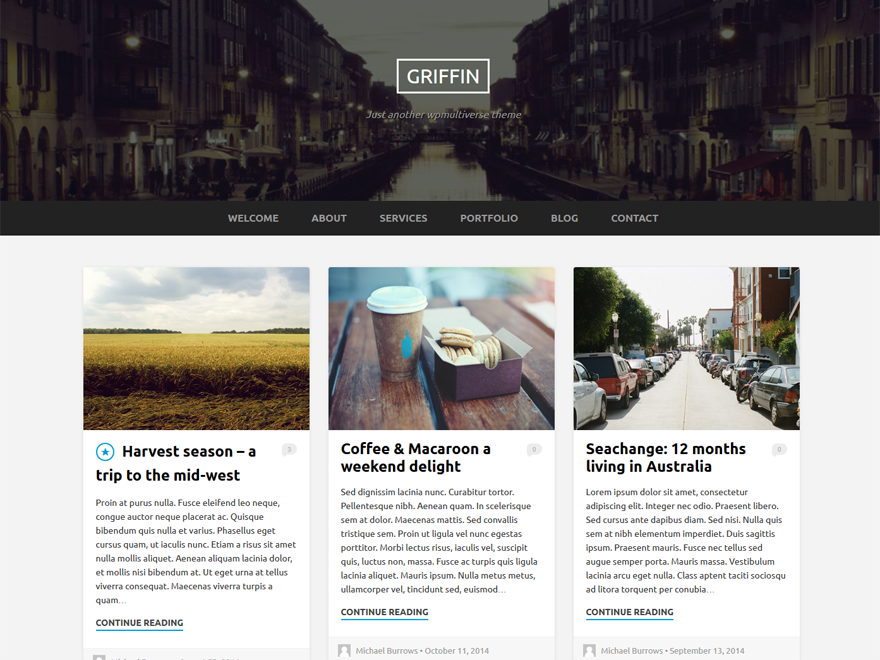 GRIFFIN
Just another wpmultiverse theme
WELCOME ABOUT SERVICES PORTFOLIO BLOG CONTACT
Harvest season – a
trip to the mid-west
3
Proin at purus nulla. Fusce eleifend leo neque,
congue auctor neque placerat ac. Quisque
bibendum quis nulla et varius. Phasellus eget
cursus quam, ut iaculis nunc. Etiam a risus sit amet
nulla mollis aliquet. Aenean aliquam lacinia dolor,
et mollis nisi bibendum at. Ut eget urna at tellus
viverra consequat. Maecenas viverra turpis a
quam…
CONTINUE READING
Coffee & Macaroon a
weekend delight
0
Sed dignissim lacinia nunc. Curabitur tortor.
Pellentesque nibh. Aenean quam. In scelerisque
sem at dolor. Maecenas mattis. Sed convallis
tristique sem. Proin ut ligula vel nunc egestas
porttitor. Morbi lectus risus, iaculis vel, suscipit
quis, luctus non, massa. Fusce ac turpis quis ligula
lacinia aliquet. Mauris ipsum. Nulla metus metus,
ullamcorper vel, tincidunt sed, euismod…
CONTINUE READING
Michael Burrows • October 11, 2014
Seachange: 12 months
living in Australia
0
Lorem ipsum dolor sit amet, consectetur
adipiscing elit. Integer nec odio. Praesent libero.
Sed cursus ante dapibus diam. Sed nisi. Nulla quis
sem at nibh elementum imperdiet. Duis sagittis
ipsum. Praesent mauris. Fusce nec tellus sed
augue semper porta. Mauris massa. Vestibulum
lacinia arcu eget nulla. Class aptent taciti sociosqu
ad litora torquent per conubia…
CONTINUE READING
Michael Burrows • September 13, 2014